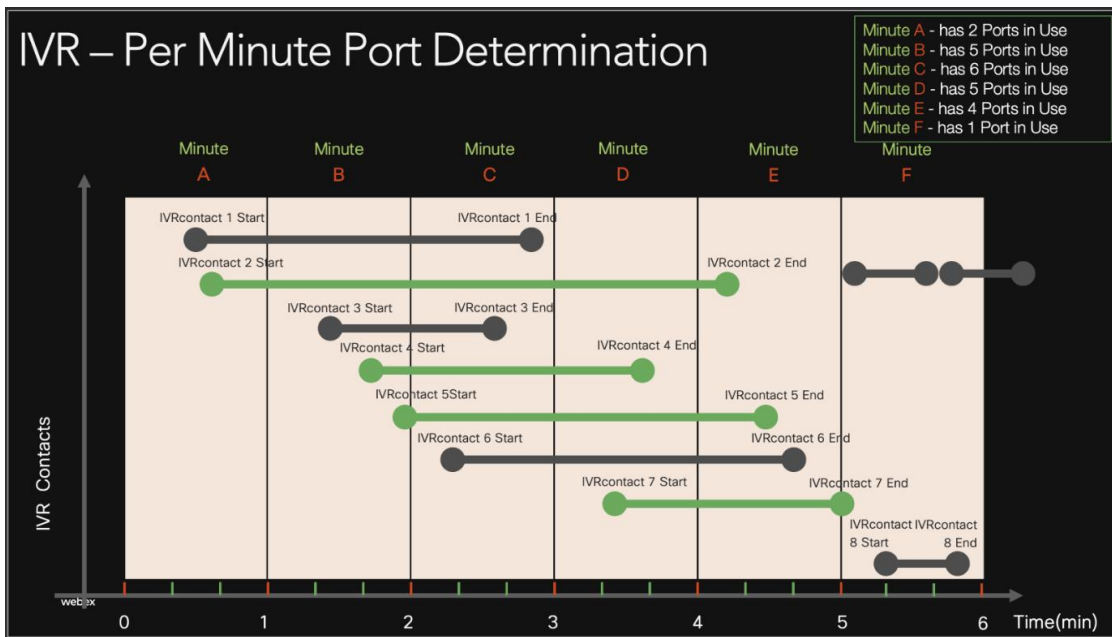 IVR – Per Minute Port Determination
Minute A - has 2 Ports in Use
Minute B - has 5 Ports in Use
Minute C - has 6 Ports in Use
Minute D - has 5 Ports in Use
Minute E - has 4 Ports in Use
Minute F - has 1 Port in Use
Minute Minute Minute Minute Minute Minute
A B C D E F
IVRcontact 1 Start IVRcontact 1 End
IVRcontact 2 Start IVRcontact 2 End
IVRcontact 3 Start IVRcontact 3 End
IVRcontact 4 Start IVRcontact 4 End
IVRcontact 5Start IVRcontact 5 End
IVRcontact 6 Start IVRcontact 6 End
IVRcontact 7 Start IVRcontact 7 End
IVRcontact IVRcontact
8 Start 8 End
IVR Contacts
webex
0 1 2 3 4 5 6 Time(min)